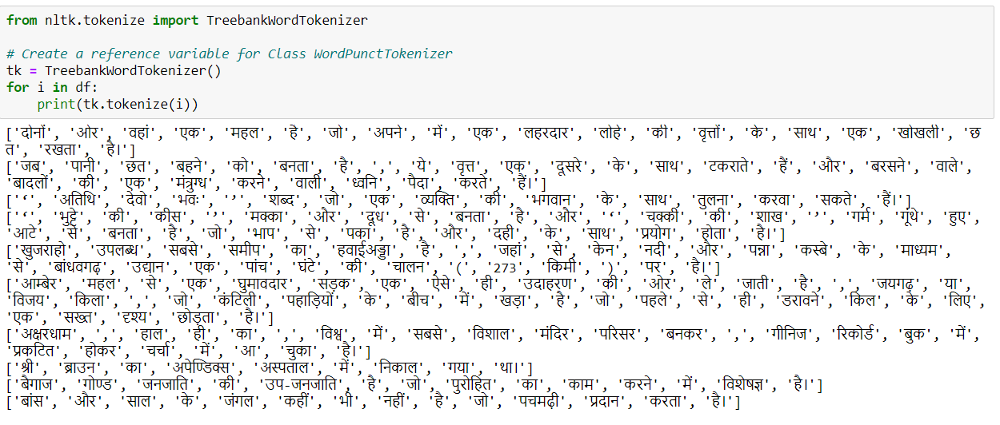 from nltk.tokenize import TreebankWordTokenizer
# Create a reference variable for Class WordPunctTokenizer
tk = TreebankWordTokenizer()
for i in df:
    print(tk.tokenize(i))
['दोनों', 'ओर', 'वहां', 'एक', 'महल', 'है', 'जो', 'अपने', 'में', 'एक', 'लहरदार', 'लोहे', 'की', 'वृत्तों', 'के', 'साथ', 'एक', 'खोखली', 'छ
त', 'रखता', 'है।']
['जब', 'पानी', 'छत', 'बहने', 'को', 'बनता', 'है', ',', 'ये', 'वृत्त', 'एक', 'दूसरे', 'के', 'साथ', 'टकराते', 'हैं', 'और', 'बरसने', 'वाले',
'बादलों', 'की', 'एक', 'मंत्रुग्ध', 'करने', 'वाली', 'ध्वनि', 'पैदा', 'करते', 'हैं।']
['‘', 'अतिथि', 'देवो', 'भवः', '’', 'शब्द', 'जो', 'एक', 'व्यक्ति', 'की', 'भगवान', 'के', 'साथ', 'तुलना', 'करवा', 'सकते', 'हैं।']
['‘', 'भुट्टे', 'की', 'कीस', '’', 'मक्का', 'और', 'दूध', 'से', 'बनता', 'है', 'और', '‘', 'चक्की', 'की', 'शाख', '’', 'गर्म', 'गूंथे', 'हुए',
'आटे', 'से', 'बनता', 'है', 'जो', 'भाप', 'से', 'पका', 'है', 'और', 'दही', 'के', 'साथ', 'प्रयोग', 'होता', 'है।']
['खुजराहो', 'उपलब्ध', 'सबसे', 'समीप', 'का', 'हवाईअड्डा', 'है', ',', 'जहां', 'से', 'केन', 'नदी', 'और', 'पन्ना', 'कस्बे', 'के', 'माध्यम',
'से', 'बांधवगढ़', 'उद्यान', 'एक', 'पांच', 'घंटे', 'की', 'चालन', '(', '273', 'किमी', ')', 'पर', 'है।']
['आम्बेर', 'महल', 'से', 'एक', 'घुमावदार', 'सड़क', 'एक', 'ऐसे', 'ही', 'उदाहरण', 'की', 'ओर', 'ले', 'जाती', 'है', ',', 'जयगढ़', 'या',
'विजय', 'किला', ',', 'जो', 'कंटिली', 'पहाड़ियों', 'के', 'बीच', 'में', 'खड़ा', 'है', 'जो', 'पहले', 'से', 'ही', 'डरावने', 'किल', 'के', 'लिए',
'एक', 'सख्त', 'दृश्य', 'छोड़ता', 'है।']
['अक्षरधाम', ',', 'हाल', 'ही', 'का', ',', 'विश्व', 'में', 'सबसे', 'विशाल', 'मंदिर', 'परिसर', 'बनकर', ',', 'गीनिज', 'रिकोर्ड', 'बुक', 'में',
'प्रकटित', 'होकर', 'चर्चा', 'में', 'आ', 'चुका', 'है।']
['श्री', 'ब्राउन', 'का', 'अपेण्डिक्स', 'अस्पताल', 'में', 'निकाल', 'गया', 'था।']
['बैगाज', 'गोण्ड', 'जनजाति', 'की', 'उप-जनजाति', 'है', 'जो', 'पुरोहित', 'का', 'काम', 'करने', 'में', 'विशेषज्ञ', 'है।']
['बांस', 'और', 'साल', 'के', 'जंगल', 'कहीं', 'भी', 'नहीं', 'है', 'जो', 'पचमढ़ी', 'प्रदान', 'करता', 'है।']